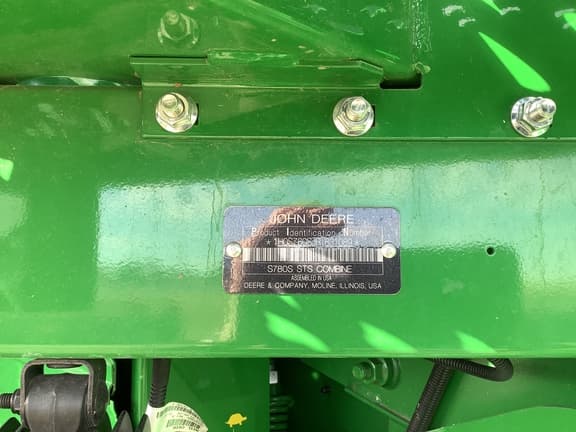 JOHN DEERE
Product Identification Number
S780S STS COMBINE
ASSEMBLED IN USA
DEERE & COMPANY, MOLINE, ILLINOIS, USA